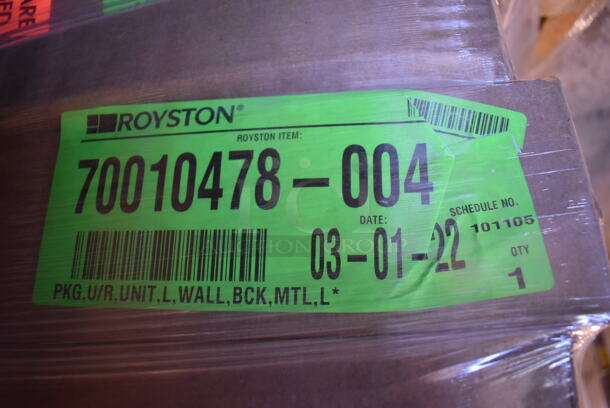 ARE
ROYSTON®
ROYSTON ITEM:
70010478-004
DATE:
03-01-22
SCHEDULE NO.
101105
QTY
1
PKG,U/R,UNIT,L,WALL,BCK,MTL,L*